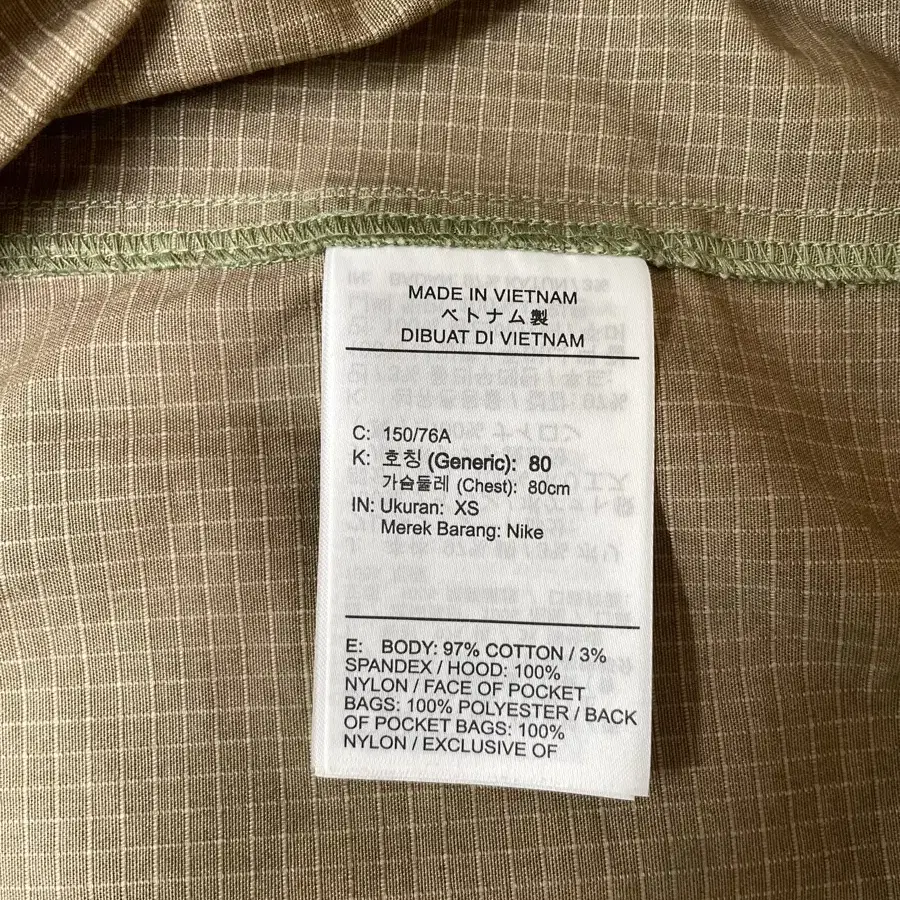 MADE IN VIETNAM
ベトナム製
DIBUAT DI VIETNAM
C: 150/76A
K: 호칭 (Generic): 80
가슴둘레 (Chest): 80cm
IN: Ukuran: XS
Merek Barang: Nike
E: BODY: 97% COTTON / 3%
SPANDEX / HOOD: 100%
NYLON / FACE OF POCKET
BAGS: 100% POLYESTER / BACK
OF POCKET BAGS: 100%
NYLON / EXCLUSIVE OF